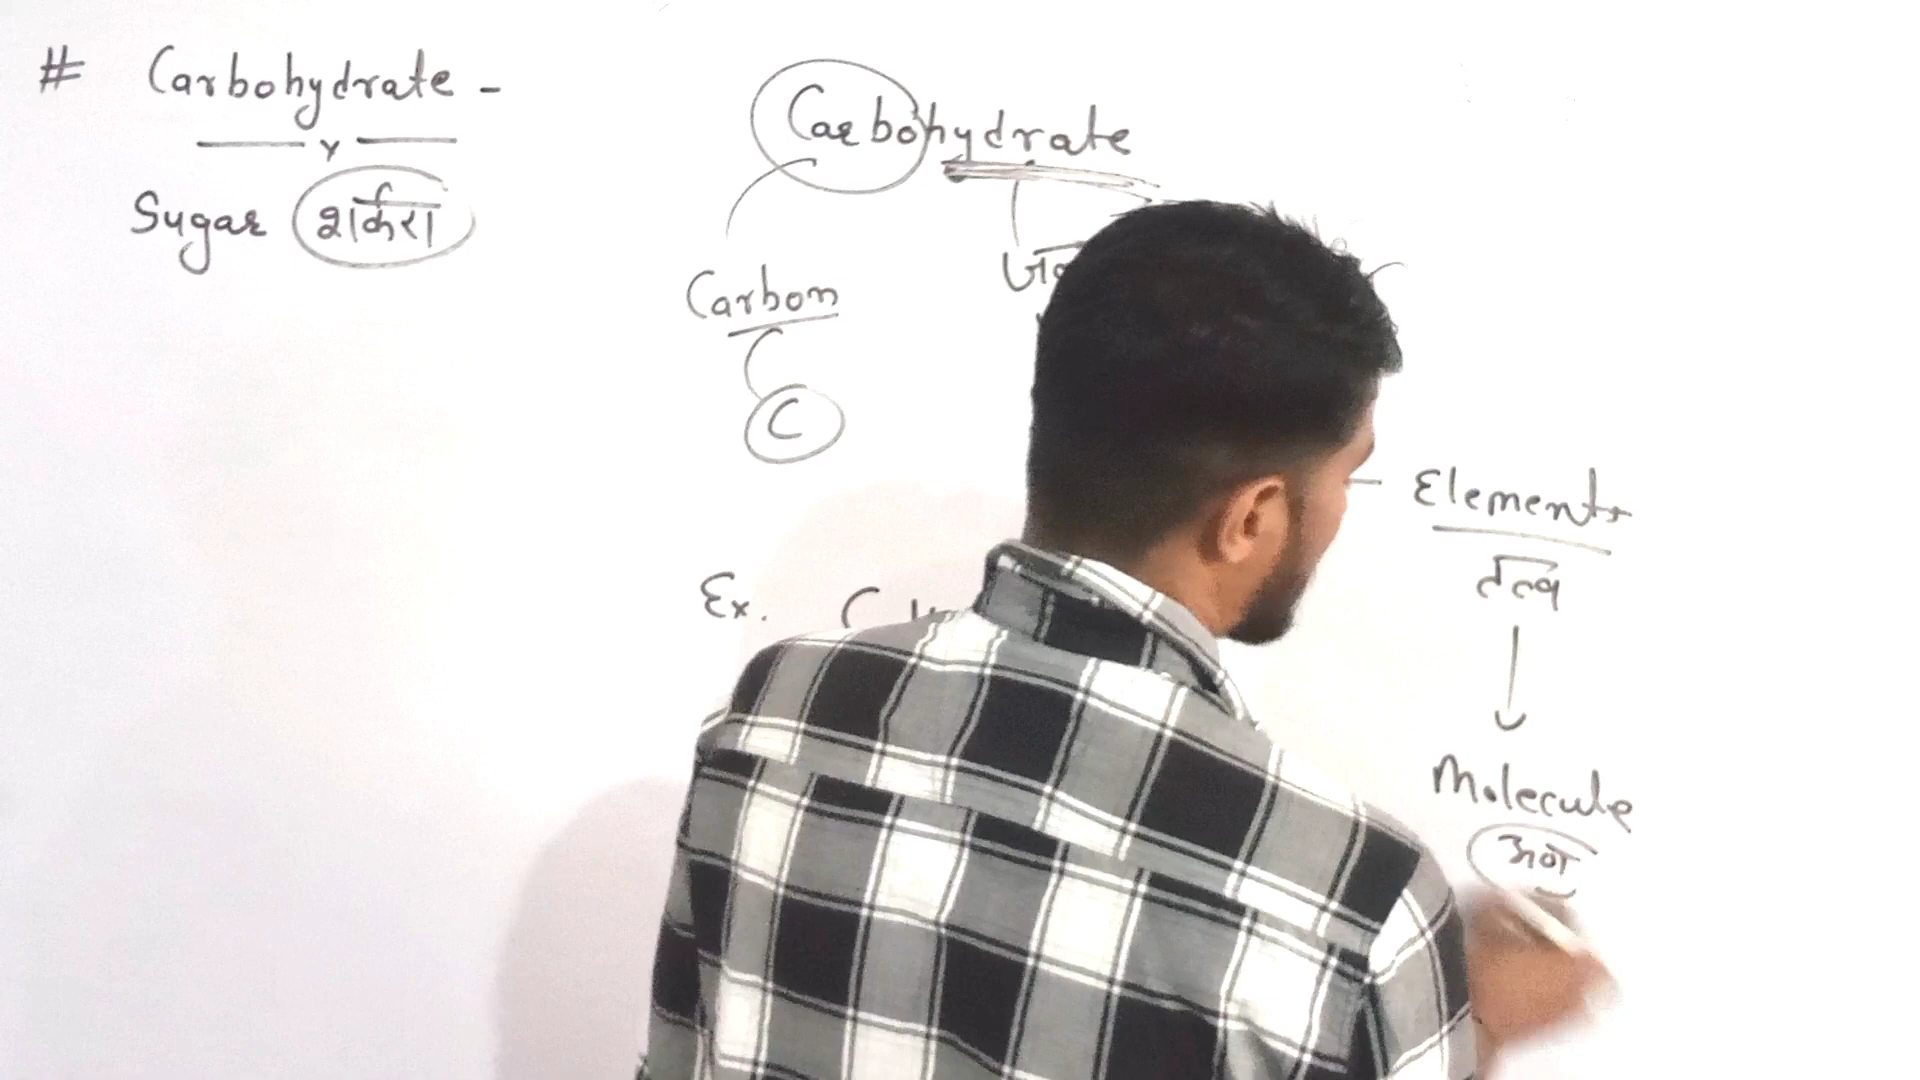 # Carbohydrate -
Sugar शर्करा
Carbohydrate
Carbon
C
Ex. C
Elements
तत्व
Molecule
अणु